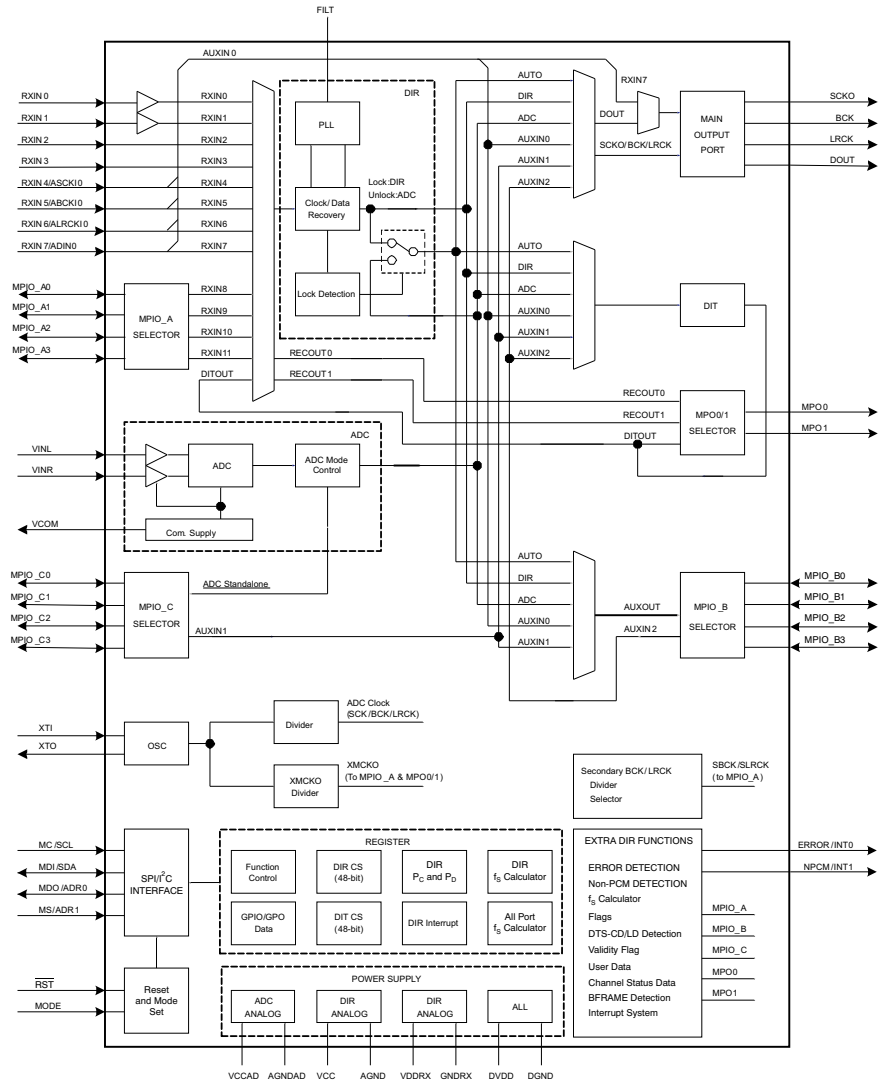 FILT
AUXIN 0
RXIN 0
RXIN 1
RXIN 2
RXIN 3
RXIN 4/ASCKI0
RXIN 5/ABCKI0
RXIN 6/ALRCKI0
RXIN 7/ADIN0
RXIN0
RXIN1
RXIN2
RXIN3
RXIN4
RXIN5
RXIN6
RXIN7
MPIO_A0
MPIO_A1
MPIO_A2
MPIO_A3
MPIO_A
SELECTOR
RXIN8
RXIN9
RXIN10
RXIN11
DITOUT
DIR
PLL
Clock/Data
Recovery
Lock Detection
Lock:DIR
Unlock:ADC
RECOUT0
RECOUT1
AUTO
DIR
ADC
AUXIN0
AUXIN1
AUXIN2
RXIN7
DOUT
SCKO/BCK/LRCK
MAIN
OUTPUT
PORT
SCKO
BCK
LRCK
DOUT
AUTO
DIR
ADC
AUXIN0
AUXIN1
AUXIN2
DIT
RECOUT0
RECOUT1
DITOUT
MPO0/1
SELECTOR
MPO0
MPO1
VINL
VINR
VCOM
ADC
ADC
ADC Mode
Control
Com. Supply
MPIO_C0
MPIO_C1
MPIO_C2
MPIO_C3
MPIO_C
SELECTOR
ADC Standalone
AUXIN1
AUTO
DIR
ADC
AUXIN0
AUXIN1
AUXOUT
AUXIN2
MPIO_B
SELECTOR
MPIO_B0
MPIO_B1
MPIO_B2
MPIO_B3
XTI
XTO
OSC
Divider
ADC Clock
(SCK/BCK/LRCK)
XMCKO
Divider
XMCKO
(To MPIO_A & MPO0/1)
Secondary BCK/LRCK
Divider
Selector
SBCK/SLRCK
(to MPIO_A)
MC/SCL
MDI/SDA
MDO/ADR0
MS/ADR1
SPI/I²C
INTERFACE
REGISTER
Function
Control
DIR CS
(48-bit)
DIR
PC and PD
DIR
fS Calculator
GPIO/GPO
Data
DIT CS
(48-bit)
DIR Interrupt
All Port
fS Calculator
EXTRA DIR FUNCTIONS
ERROR DETECTION
Non-PCM DETECTION
fS Calculator
Flags
DTS-CD/LD Detection
Validity Flag
User Data
Channel Status Data
BFRAME Detection
Interrupt System
ERROR/INT0
NPCM/INT1
MPIO_A
MPIO_B
MPIO_C
MPO0
MPO1
RST
MODE
Reset
and Mode
Set
POWER SUPPLY
ADC
ANALOG
DIR
ANALOG
DIR
ANALOG
ALL
VCCAD
AGNDAD
VCC
AGND
VDDRX
GNDRX
DVDD
DGND